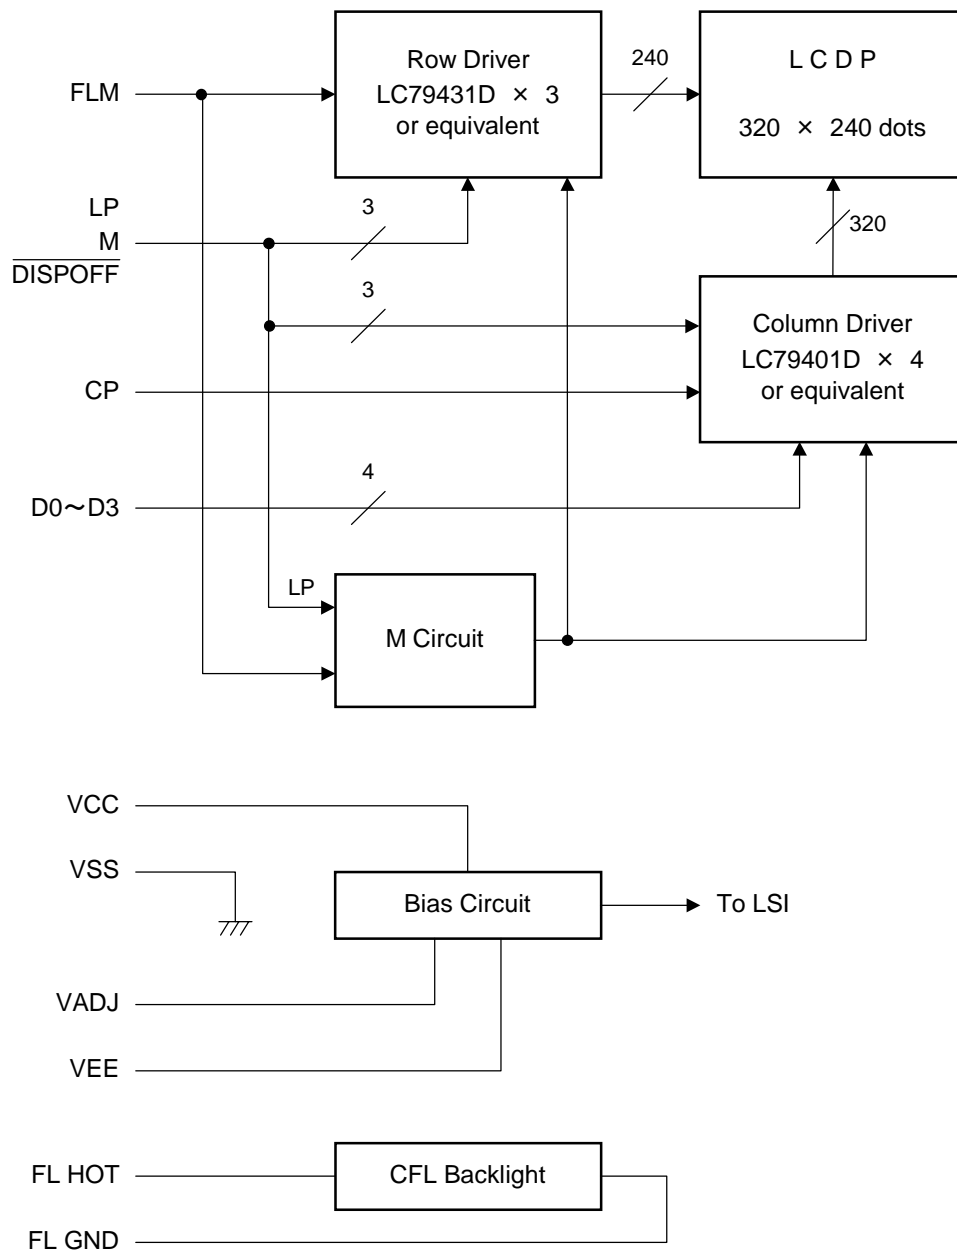 Row Driver
LC79431D × 3
or equivalent
240
L C D P
320 × 240 dots
FLM
LP
M
DISPOFF
3
320
3
Column Driver
LC79401D × 4
or equivalent
CP
4
D0～D3
LP
M Circuit
VCC
VSS
Bias Circuit
To LSI
VADJ
VEE
FL HOT
CFL Backlight
FL GND